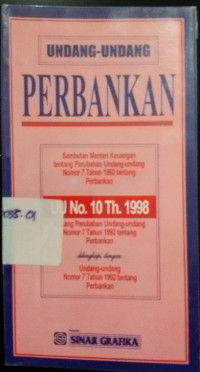 UNDANG-UNDANG
PERBANKAN
Sambutan Menteri Keuangan
tentang Perubahan Undang-undang
Nomor 7 Tahun 1992 tentang
Perbankan
UU No. 10 Th. 1998
Perubahan Undang-undang
Nomor 7 Tahun 1992 tentang
Perbankan
dilengkapi dengan:
Undang-undang
Nomor 7 Tahun 1992 tentang
Perbankan
SINAR GRAFIKA